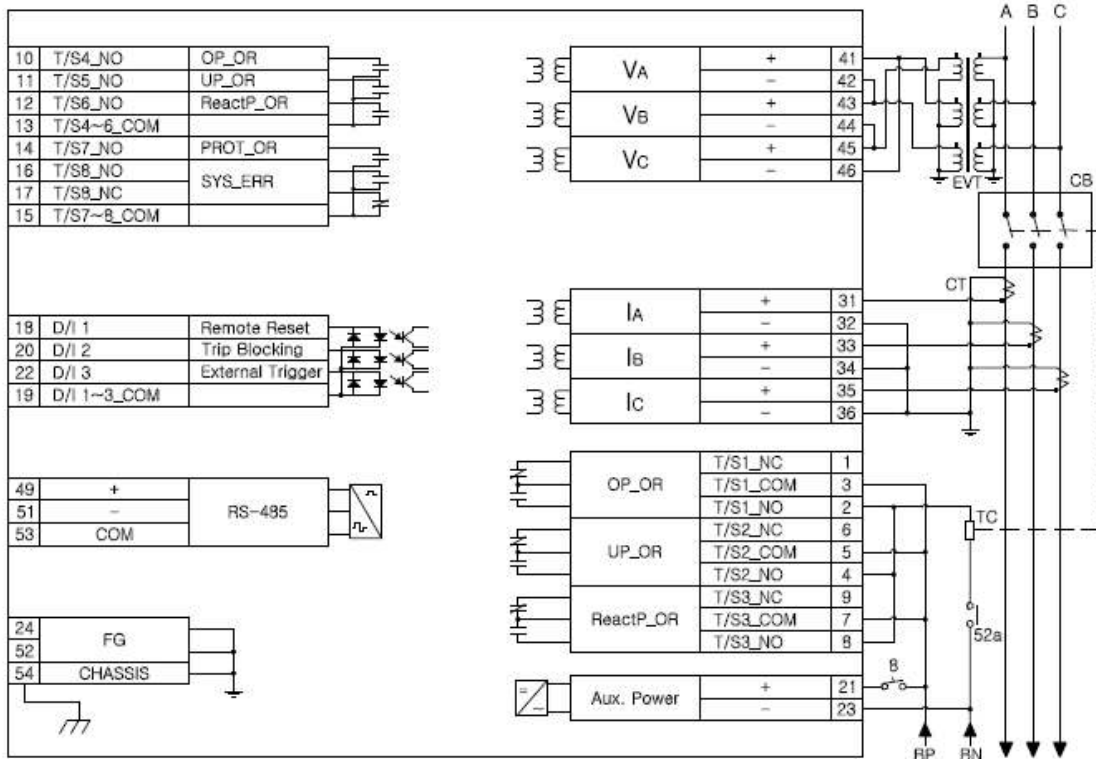 A B C
10 T/S4_NO OP_OR
11 T/S5_NO UP_OR
12 T/S6_NO ReactP_OR
13 T/S4~6_COM
14 T/S7_NO PROT_OR
16 T/S8_NO
SYS_ERR
17 T/S8_NC
15 T/S7~8_COM
18 D/I 1 Remote Reset
20 D/I 2 Trip Blocking
22 D/I 3 External Trigger
19 D/I 1~3_COM
49 +
51 - RS-485
53 COM
24
FG
52
54 CHASSIS
VA + 41
- 42
VB + 43
- 44
VC + 45
- 46
EVT
CB
CT
IA + 31
- 32
IB + 33
- 34
IC + 35
- 36
T/S1_NC 1
OP_OR T/S1_COM 3
T/S1_NO 2
T/S2_NC 6
UP_OR T/S2_COM 5
T/S2_NO 4
T/S3_NC 9
ReactP_OR T/S3_COM 7
T/S3_NO 8
TC
52a
8
Aux. Power + 21
- 23
BP BN